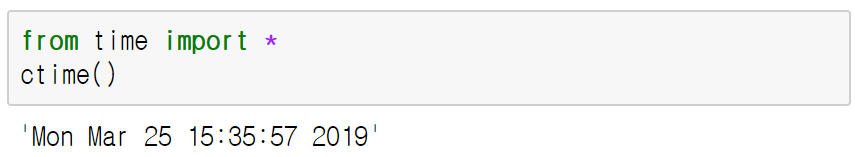 from time import *
ctime()
'Mon Mar 25 15:35:57 2019'